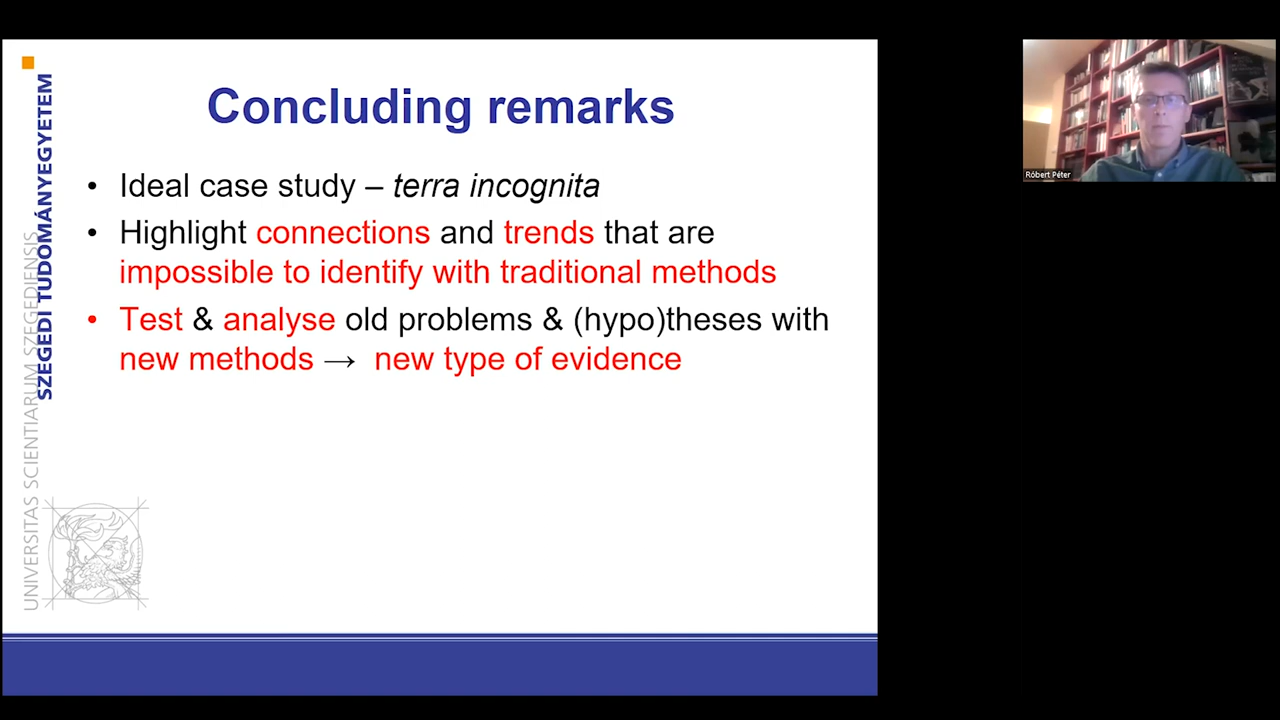 Concluding remarks
• Ideal case study – terra incognita
• Highlight connections and trends that are
impossible to identify with traditional methods
• Test & analyse old problems & (hypo)theses with
new methods → new type of evidence
SZEGEDI TUDOMÁNYEGYETEM
UNIVERSITAS SCIENTIARUM SZEGEDIENSIS
Róbert Péter